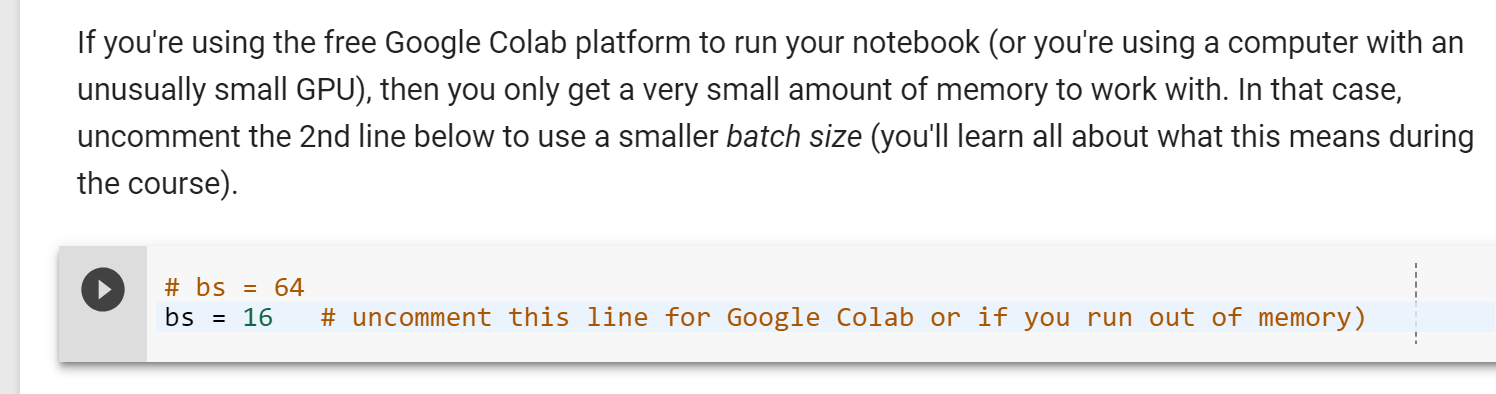 If you're using the free Google Colab platform to run your notebook (or you're using a computer with an
unusually small GPU), then you only get a very small amount of memory to work with. In that case,
uncomment the 2nd line below to use a smaller batch size (you'll learn all about what this means during
the course).
# bs = 64
bs = 16   # uncomment this line for Google Colab or if you run out of memory)